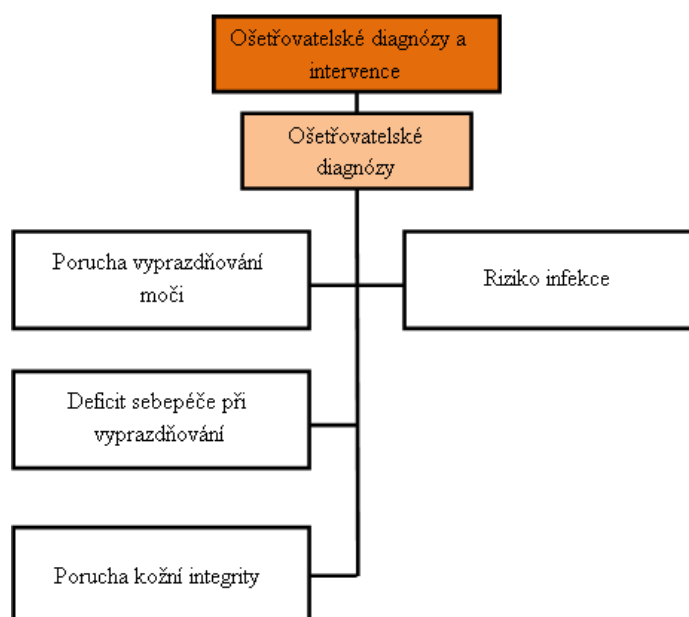 Ošetřovatelské diagnózy a
intervence
Ošetřovatelské
diagnózy
Porucha vyprazdňování
moči
Riziko infekce
Deficit sebepéče při
vyprazdňování
Porucha kožní integrity